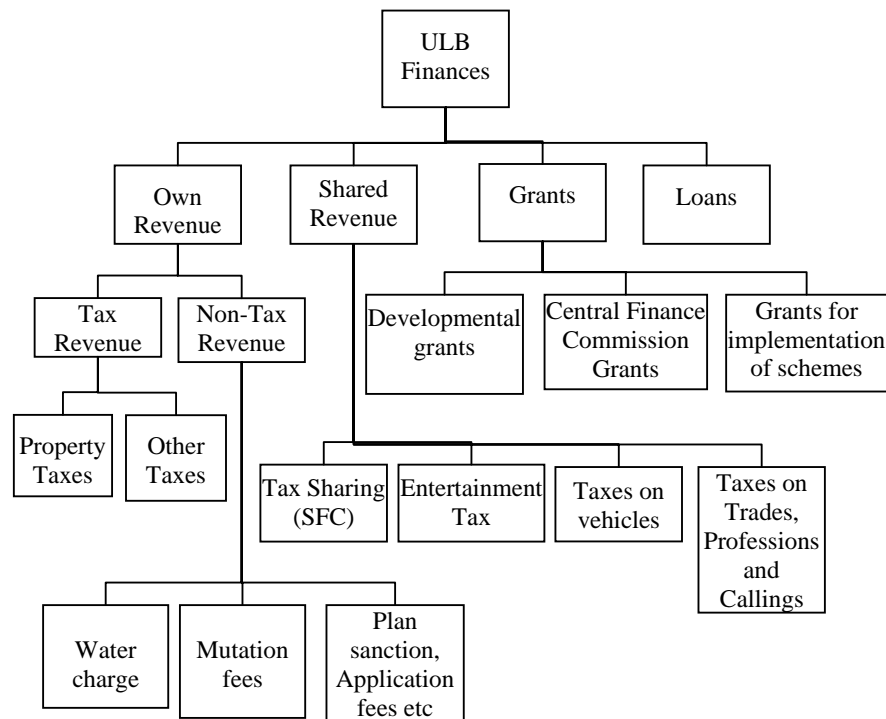 ULB
Finances
Own
Revenue
Shared
Revenue
Grants
Loans
Tax
Revenue
Non-Tax
Revenue
Developmental
grants
Central Finance
Commission
Grants
Grants for
implementation
of schemes
Property
Taxes
Other
Taxes
Tax Sharing
(SFC)
Entertainment
Tax
Taxes on
vehicles
Taxes on
Trades,
Professions
and
Callings
Water
charge
Mutation
fees
Plan
sanction,
Application
fees etc